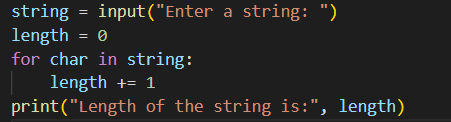 string = input("Enter a string: ")
length = 0
for char in string:
    length += 1
print("Length of the string is:", length)